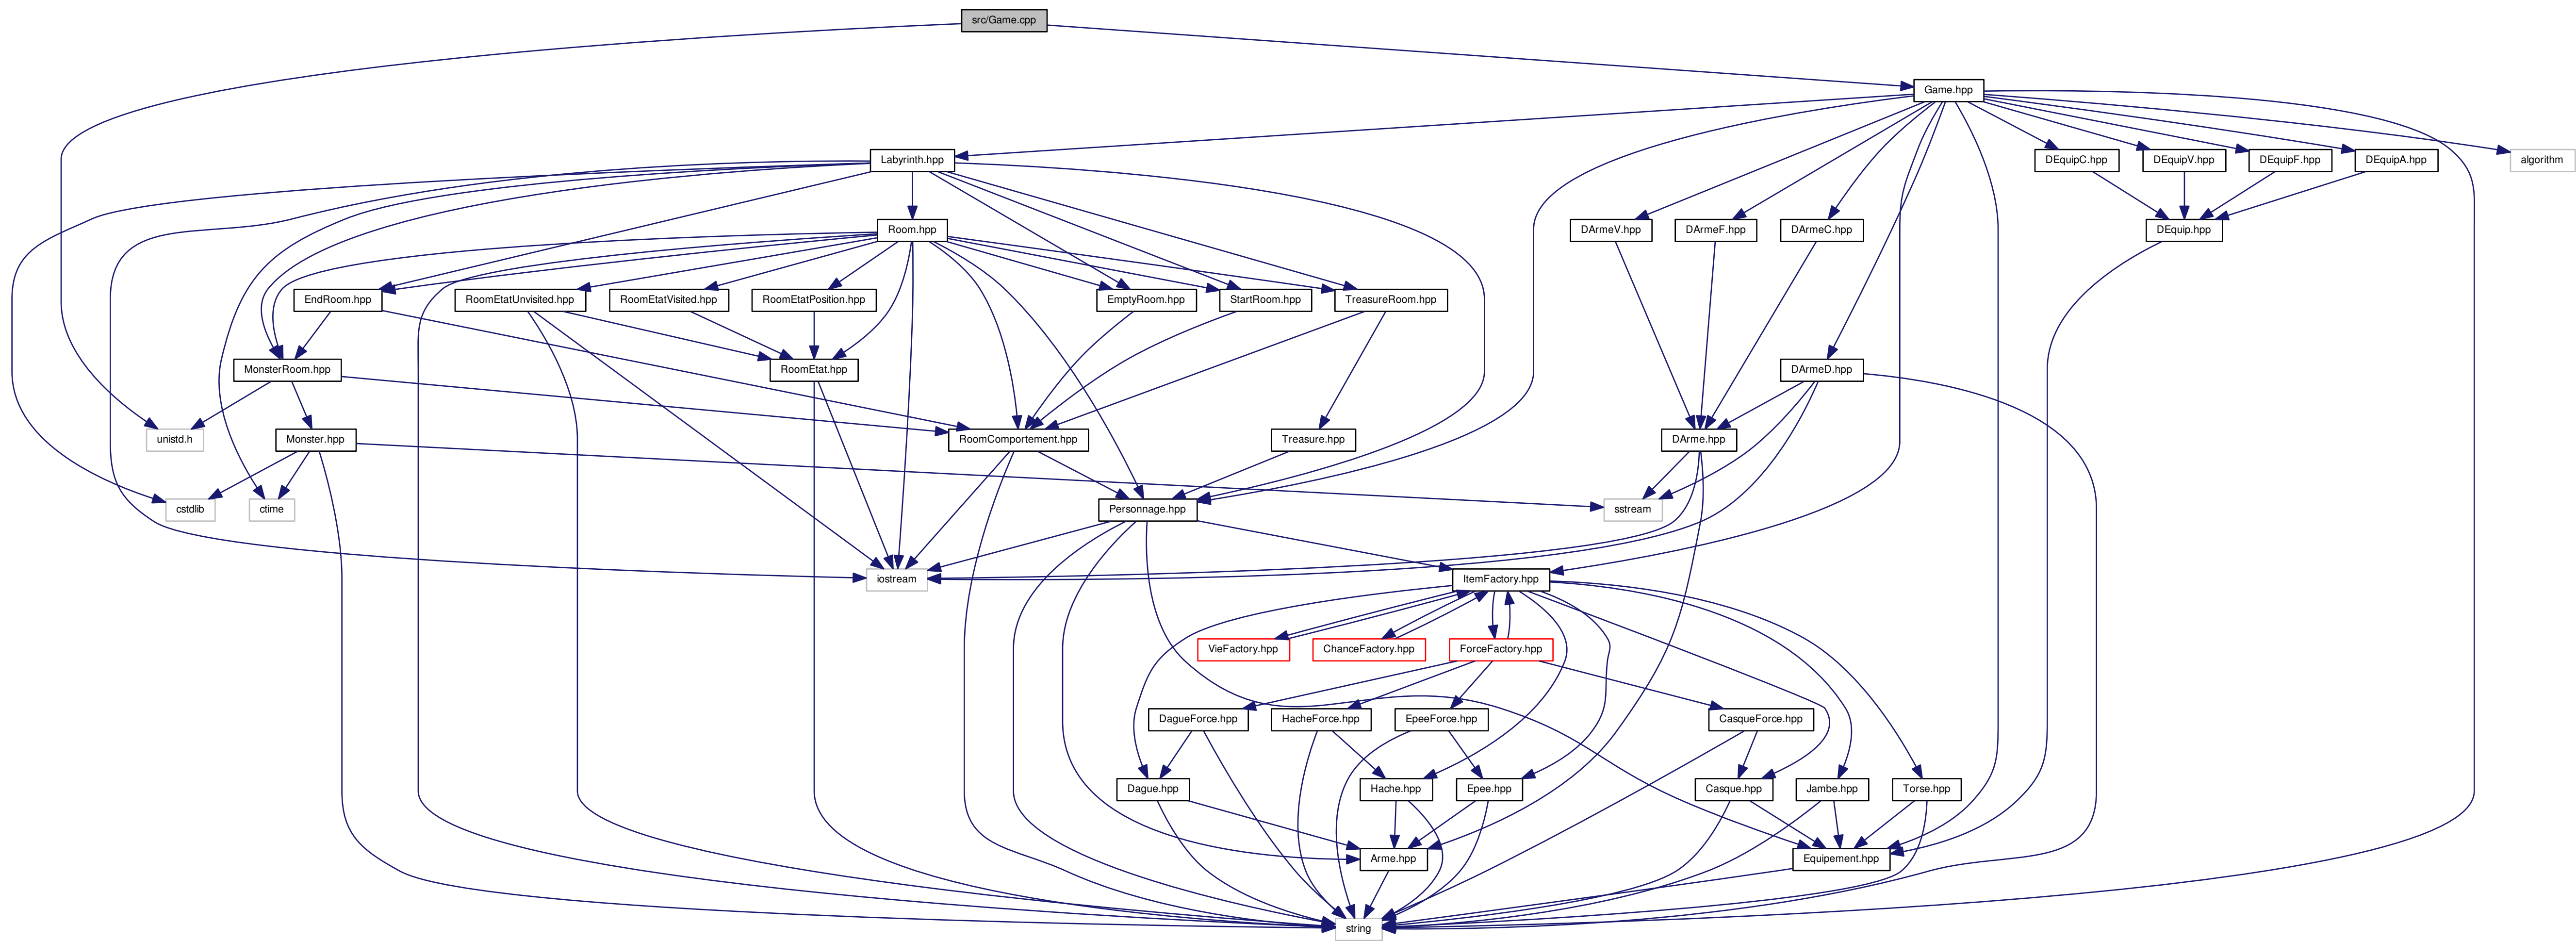 src/Game.cpp
Game.hpp
Labyrinth.hpp
DEquipC.hpp
DEquipV.hpp
DEquipF.hpp
DEquipA.hpp
algorithm
Room.hpp
DArmeV.hpp
DArmeF.hpp
DArmeC.hpp
DEquip.hpp
EndRoom.hpp
RoomEtatUnvisited.hpp
RoomEtatVisited.hpp
RoomEtatPosition.hpp
EmptyRoom.hpp
StartRoom.hpp
TreasureRoom.hpp
MonsterRoom.hpp
RoomEtat.hpp
DArmeD.hpp
unistd.h
Monster.hpp
RoomComportement.hpp
Treasure.hpp
DArme.hpp
cstdlib
ctime
Personnage.hpp
sstream
iostream
ItemFactory.hpp
VieFactory.hpp
ChanceFactory.hpp
ForceFactory.hpp
DagueForce.hpp
HacheForce.hpp
EpeeForce.hpp
CasqueForce.hpp
Dague.hpp
Hache.hpp
Epee.hpp
Casque.hpp
Jambe.hpp
Torse.hpp
Arme.hpp
Equipement.hpp
string